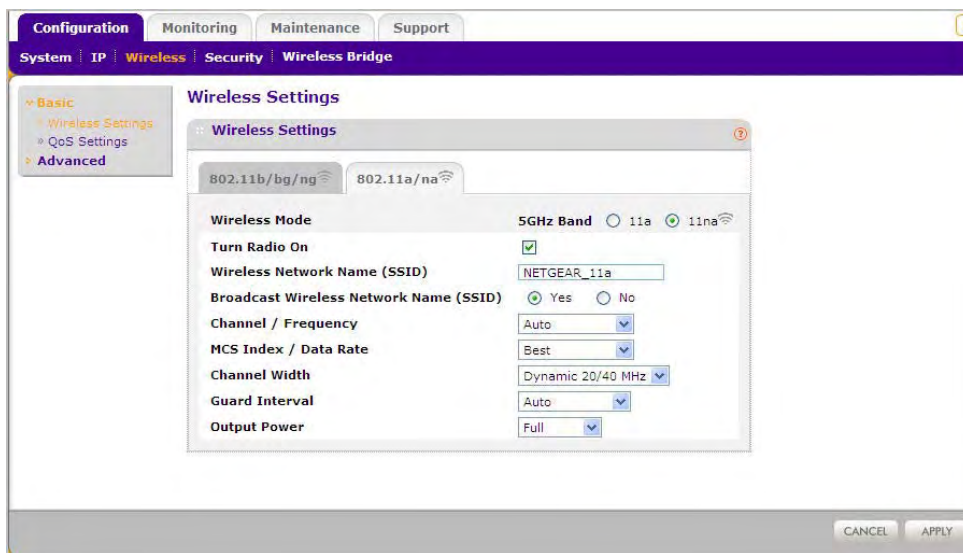 Configuration Monitoring Maintenance Support
System IP Wireless Security Wireless Bridge
Basic
Wireless Settings
QoS Settings
Advanced
Wireless Settings
Wireless Settings
802.11b/bg/ng 802.11a/na
Wireless Mode 5GHz Band 11a 11na
Turn Radio On
Wireless Network Name (SSID) NETGEAR_11a
Broadcast Wireless Network Name (SSID) Yes No
Channel / Frequency Auto
MCS Index / Data Rate Best
Channel Width Dynamic 20/40 MHz
Guard Interval Auto
Output Power Full
CANCEL APPLY